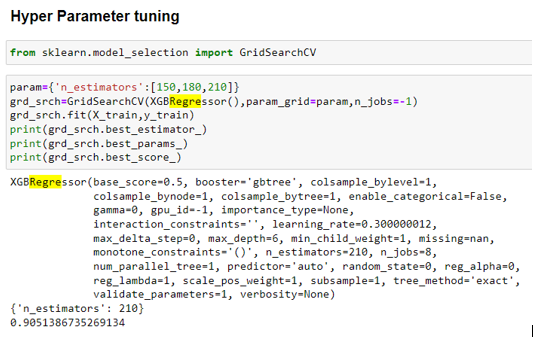 Hyper Parameter tuning
from sklearn.model_selection import GridSearchCV
param={'n_estimators':[150,180,210]}
grd_srch=GridSearchCV(XGBRegressor(),param_grid=param,n_jobs=-1)
grd_srch.fit(X_train,y_train)
print(grd_srch.best_estimator_)
print(grd_srch.best_params_)
print(grd_srch.best_score_)
XGBRegressor(base_score=0.5, booster='gbtree', colsample_bylevel=1,
colsample_bynode=1, colsample_bytree=1, enable_categorical=False,
gamma=0, gpu_id=-1, importance_type=None,
interaction_constraints='', learning_rate=0.300000012,
max_delta_step=0, max_depth=6, min_child_weight=1, missing=nan,
monotone_constraints='()', n_estimators=210, n_jobs=8,
num_parallel_tree=1, predictor='auto', random_state=0, reg_alpha=0,
reg_lambda=1, scale_pos_weight=1, subsample=1, tree_method='exact',
validate_parameters=1, verbosity=None)
{'n_estimators': 210}
0.9051386735269134